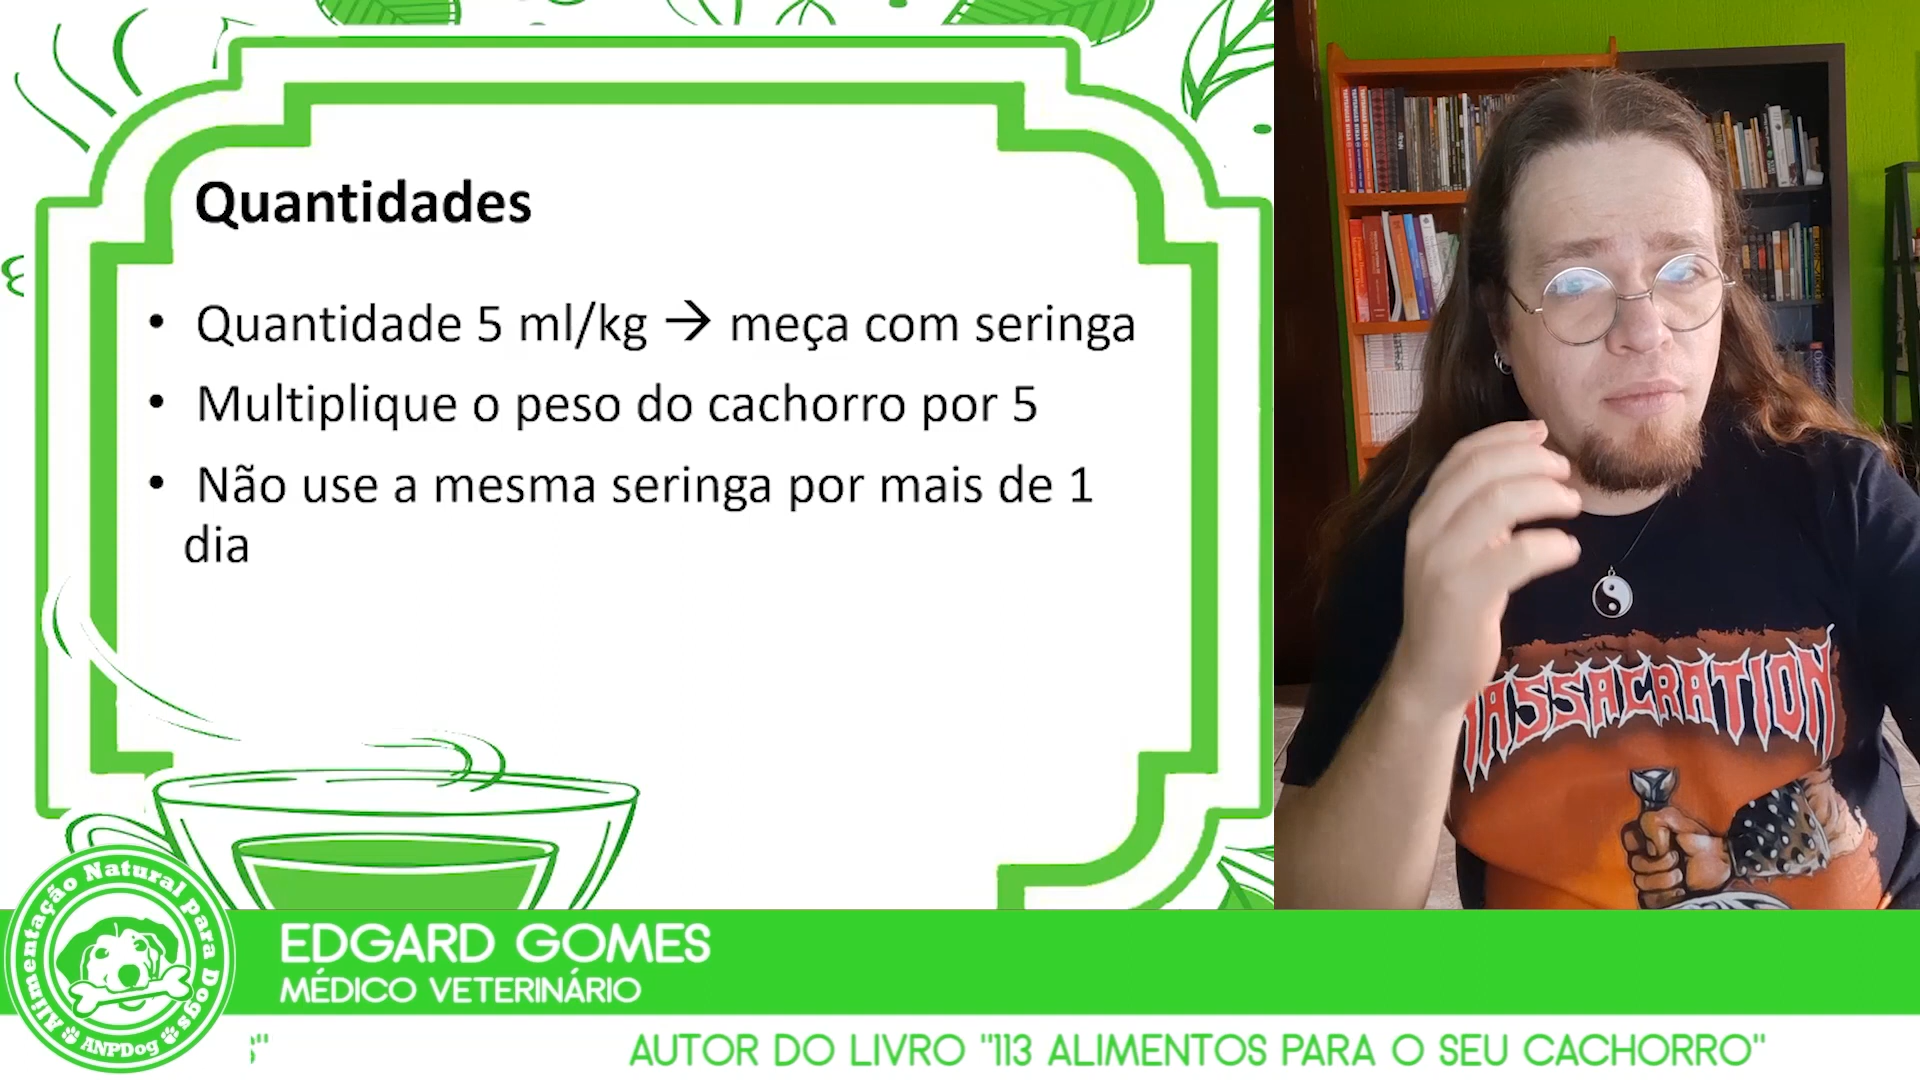 Quantidades
• Quantidade 5 ml/kg → meça com seringa
• Multiplique o peso do cachorro por 5
• Não use a mesma seringa por mais de 1
dia
MASSACRATION
Alimentação Natural Para Dogs
ANPDog
EDGARD GOMES
MÉDICO VETERINÁRIO
S" AUTOR DO LIVRO "113 ALIMENTOS PARA O SEU CACHORRO"